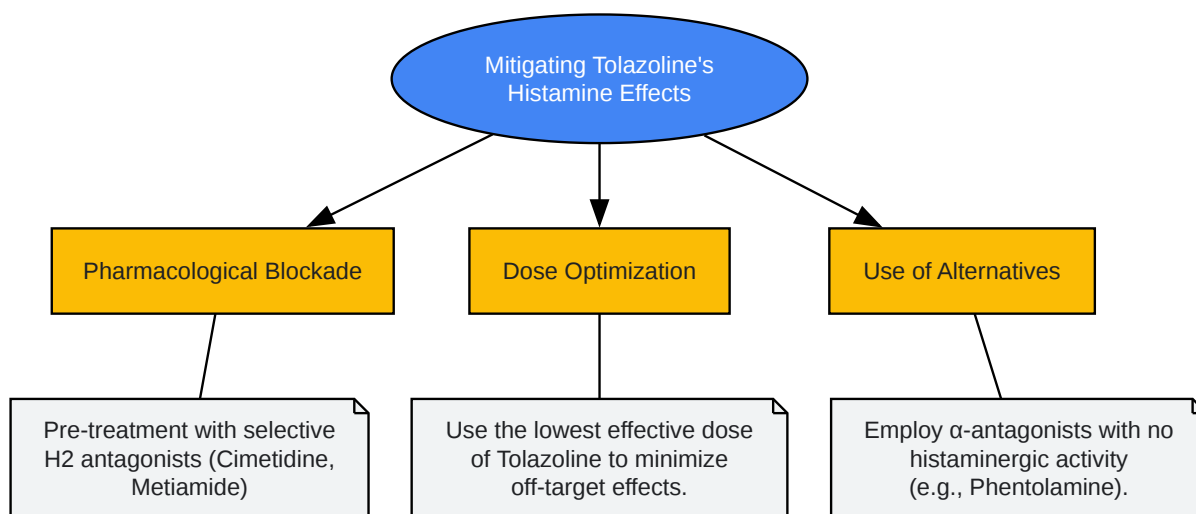 Mitigating Tolazoline's
Histamine Effects
Pharmacological Blockade
Dose Optimization
Use of Alternatives
Pre-treatment with selective
H2 antagonists (Cimetidine,
Metiamide)
Use the lowest effective dose
of Tolazoline to minimize
off-target effects.
Employ α-antagonists with no
histaminergic activity
(e.g., Phentolamine).